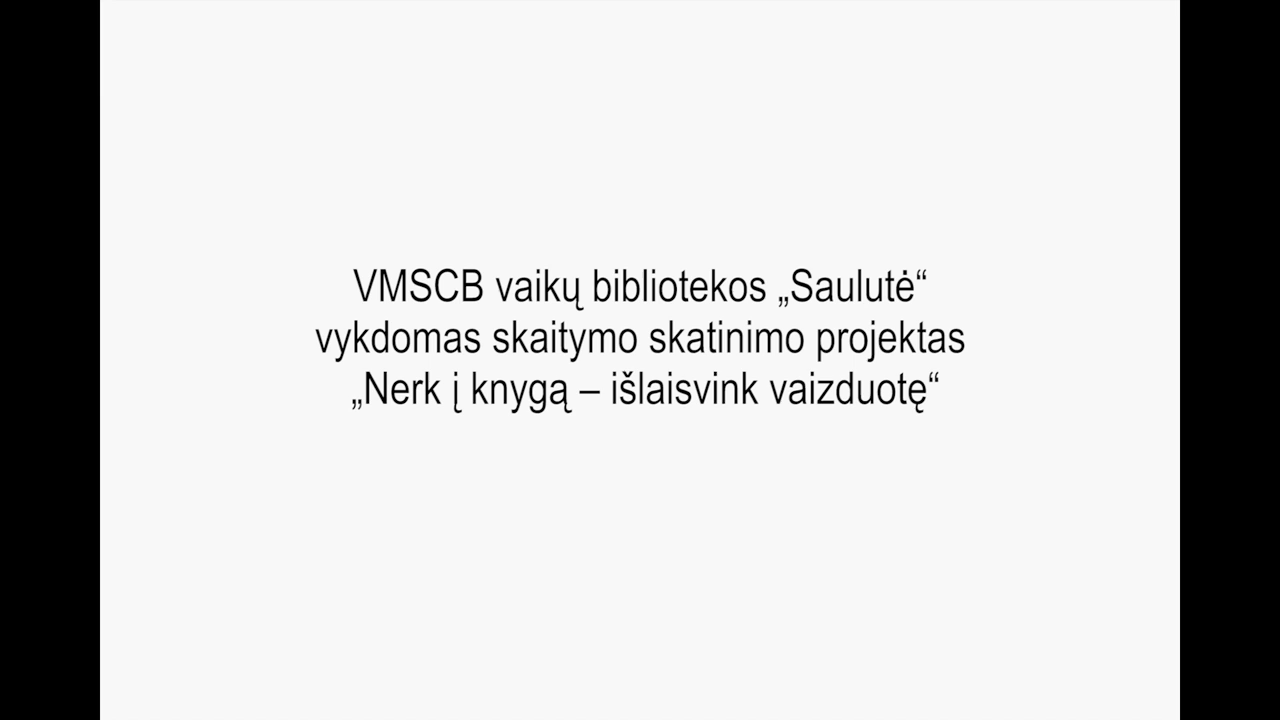 VMSCB vaikų bibliotekos „Saulutė“
vykdomas skaitymo skatinimo projektas
„Nerk į knygą – išlaisvink vaizduotę“